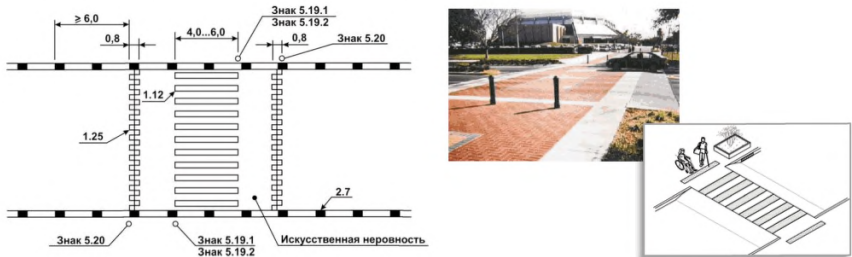 Знак 5.19.1
Знак 5.19.2
≥ 6,0
0,8
4,0...6,0
0,8
Знак 5.20
1.12
1.25
2.7
Знак 5.20
Знак 5.19.1
Знак 5.19.2
Искусственная неровность